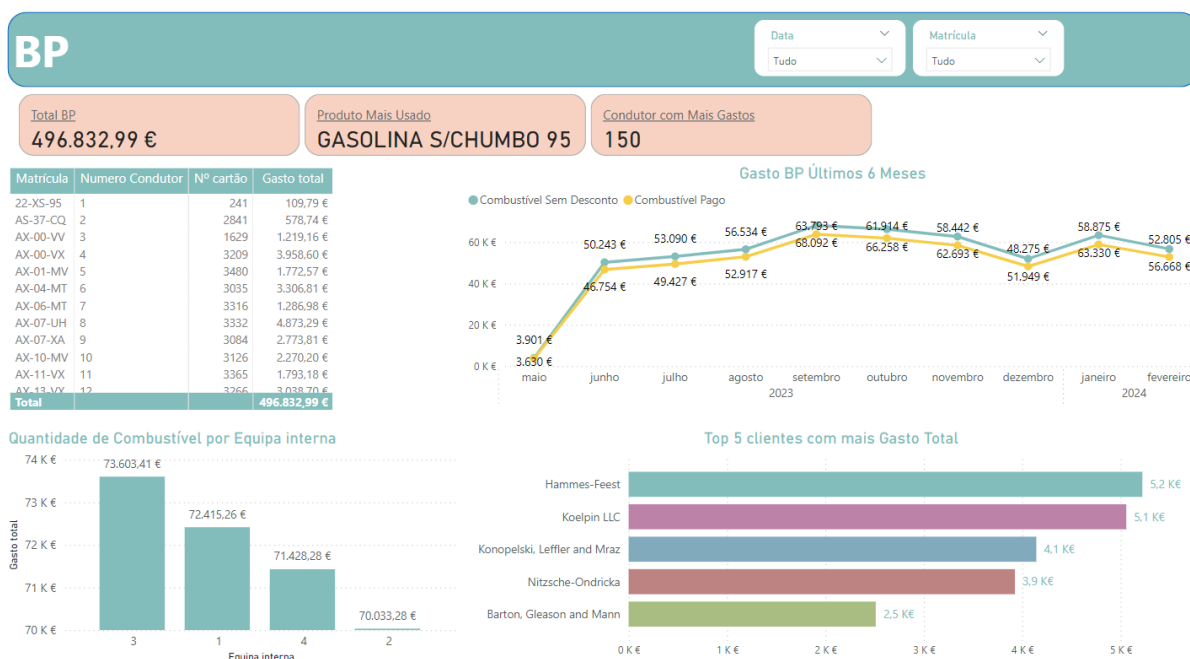 BP
Data
Tudo
Matrícula
Tudo
Total BP
496.832,99 €
Produto Mais Usado
GASOLINA S/CHUMBO 95
Condutor com Mais Gastos
150
Matrícula Numero Condutor Nº cartão Gasto total
22-XS-95 1 241 109,79 €
AS-37-CQ 2 2841 578,74 €
AX-00-VV 3 1629 1.219,16 €
AX-00-VX 4 3209 3.958,60 €
AX-01-MV 5 3480 1.772,57 €
AX-04-MT 6 3035 3.306,81 €
AX-06-MT 7 3316 1.286,98 €
AX-07-UH 8 3332 4.873,29 €
AX-07-XA 9 3084 2.773,81 €
AX-10-MV 10 3126 2.270,20 €
AX-11-VX 11 3365 1.793,18 €
AX-13-VX 12 3266 3.038,70 €
Total 496.832,99 €
Gasto BP Últimos 6 Meses
Combustível Sem Desconto Combustível Pago
60 K €
40 K €
20 K €
0 K €
3.901 €
50.243 €
53.090 €
56.534 €
63.793 €
61.914 €
58.442 €
48.275 €
58.875 €
52.805 €
3.630 €
46.754 €
49.427 €
52.917 €
68.092 €
66.258 €
62.693 €
51.949 €
63.330 €
56.668 €
maio junho julho agosto setembro outubro novembro dezembro janeiro fevereiro
2023 2024
Quantidade de Combustível por Equipa interna
74 K €
73 K €
72 K €
71 K €
70 K €
Gasto total
73.603,41 €
72.415,26 €
71.428,28 €
70.033,28 €
3 1 4 2
Equipa interna
Top 5 clientes com mais Gasto Total
Hammes-Feest 5,2 K€
Koelpin LLC 5,1 K€
Konopelski, Leffler and Mraz 4,1 K€
Nitzsche-Ondricka 3,9 K€
Barton, Gleason and Mann 2,5 K€
0 K € 1 K € 2 K € 3 K € 4 K € 5 K €